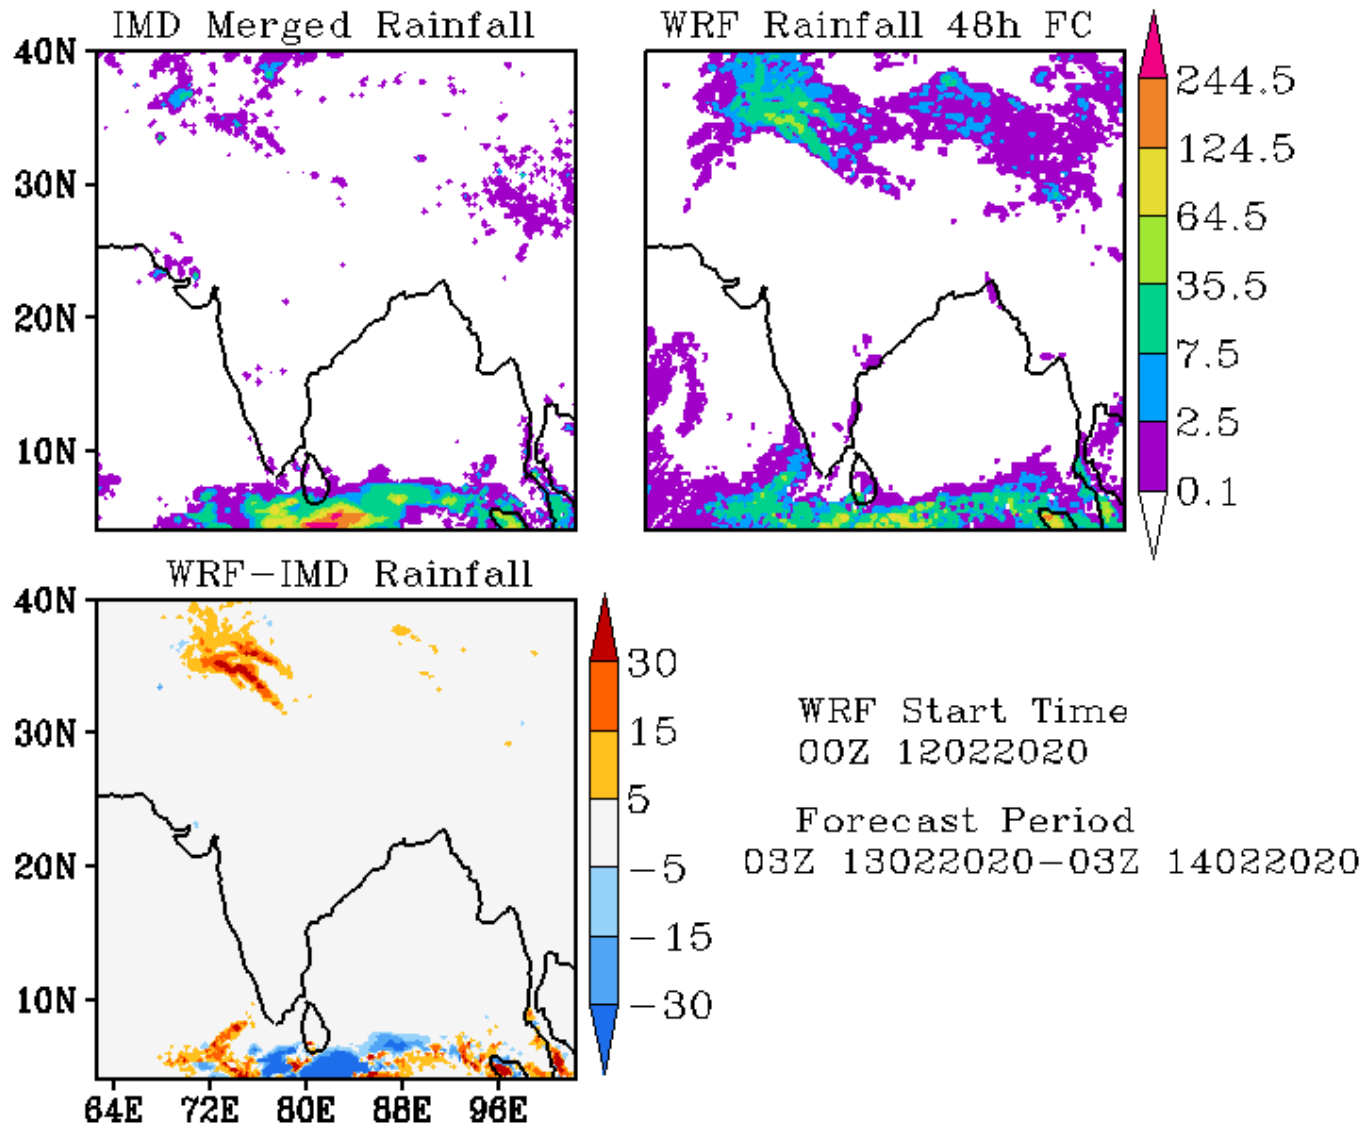 IMD Merged Rainfall
WRF Rainfall 48h FC
40N
30N
20N
10N
244.5
124.5
64.5
35.5
7.5
2.5
0.1
WRF-IMD Rainfall
40N
30N
20N
10N
64E 72E 80E 88E 96E
30
15
5
-5
-15
-30
WRF Start Time
00Z 12022020
Forecast Period
03Z 13022020-03Z 14022020